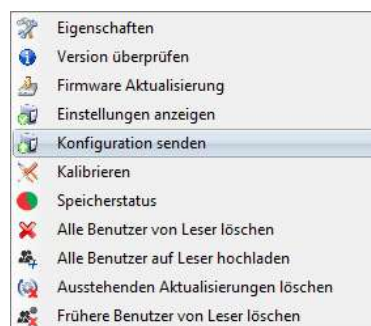 Eigenschaften
Version überprüfen
Firmware Aktualisierung
Einstellungen anzeigen
Konfiguration senden
Kalibrieren
Speicherstatus
Alle Benutzer von Leser löschen
Alle Benutzer auf Leser hochladen
Ausstehenden Aktualisierungen löschen
Frühere Benutzer von Leser löschen